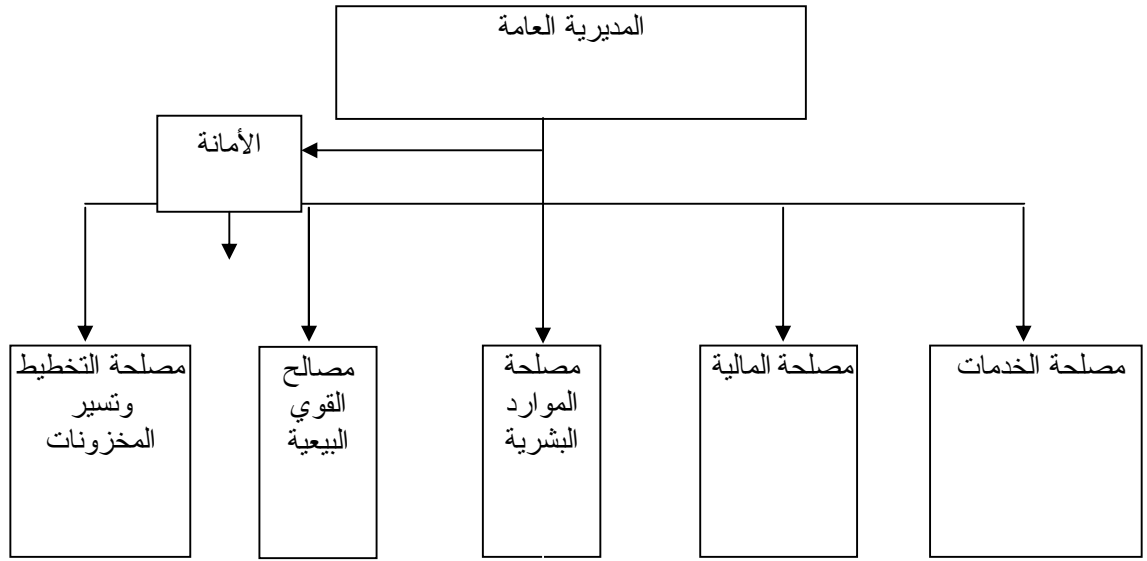 المديرية العامة
الأمانة
مصلحة الخدمات
مصلحة المالية
مصلحة
الموارد
البشرية
مصالح
القوي
البيعية
مصلحة التخطيط
وتسير
المخزونات